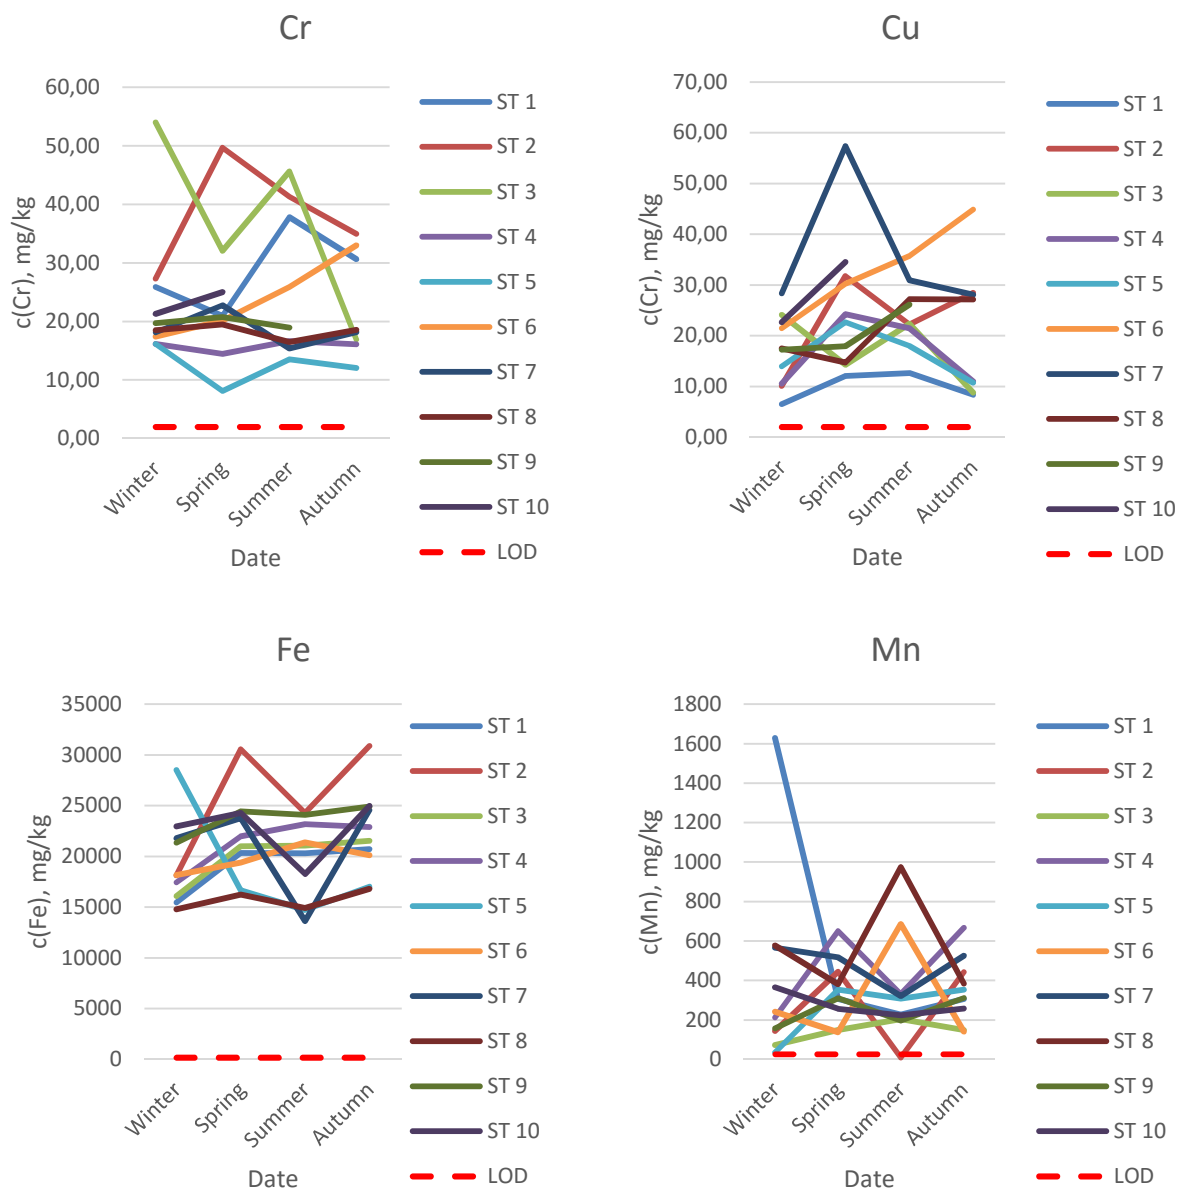 Cr
c(Cr), mg/kg
60,00
50,00
40,00
30,00
20,00
10,00
0,00
Winter
Spring
Summer
Autumn
Date
ST 1
ST 2
ST 3
ST 4
ST 5
ST 6
ST 7
ST 8
ST 9
ST 10
LOD
Cu
c(Cr), mg/kg
70,00
60,00
50,00
40,00
30,00
20,00
10,00
0,00
Winter
Spring
Summer
Autumn
Date
ST 1
ST 2
ST 3
ST 4
ST 5
ST 6
ST 7
ST 8
ST 9
ST 10
LOD
Fe
c(Fe), mg/kg
35000
30000
25000
20000
15000
10000
5000
0
Winter
Spring
Summer
Autumn
Date
ST 1
ST 2
ST 3
ST 4
ST 5
ST 6
ST 7
ST 8
ST 9
ST 10
LOD
Mn
c(Mn), mg/kg
1800
1600
1400
1200
1000
800
600
400
200
0
Winter
Spring
Summer
Autumn
Date
ST 1
ST 2
ST 3
ST 4
ST 5
ST 6
ST 7
ST 8
ST 9
ST 10
LOD